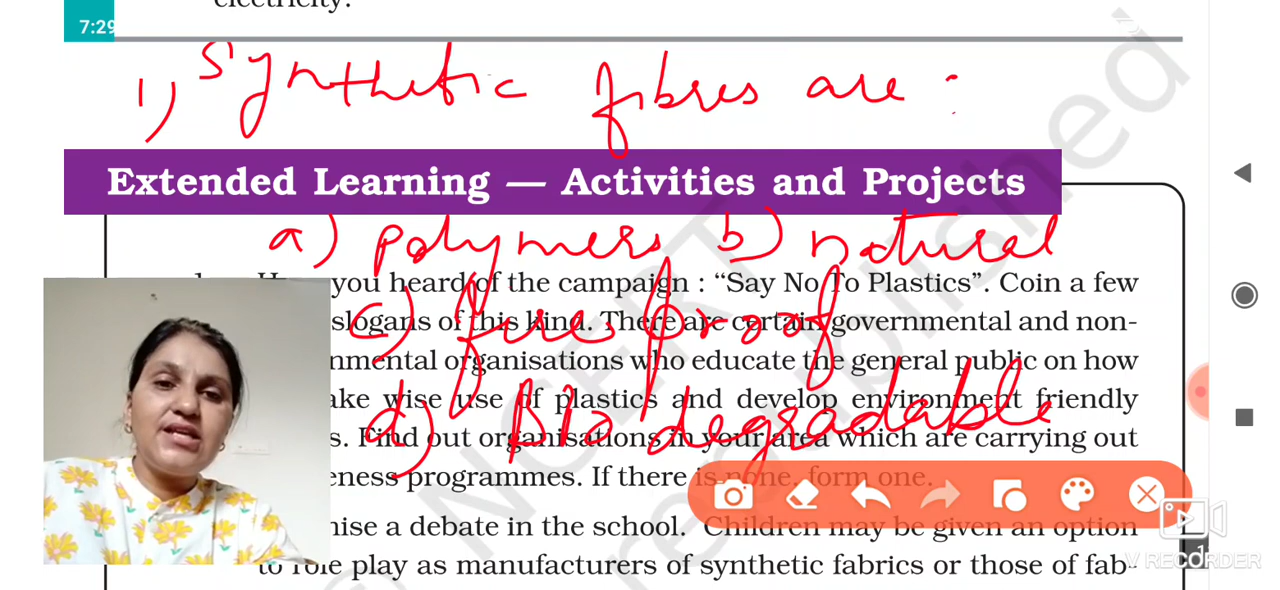 electricity.
7:29
1) Synthetic fibres are :
Extended Learning — Activities and Projects
a) polymers b) natural
you heard of the campaign : “Say No To Plastics”. Coin a few
c) fireproof
slogans of this kind. There are certain governmental and non-
nmental organisations who educate the general public on how
ake wise use of plastics and develop environment friendly
d) Biodegradable
s. Find out organisations in your area which are carrying out
eness programmes. If there is none, form one.
nise a debate in the school. Children may be given an option
to role play as manufacturers of synthetic fabrics or those of fab-
NCERT
republished
V RECORDER